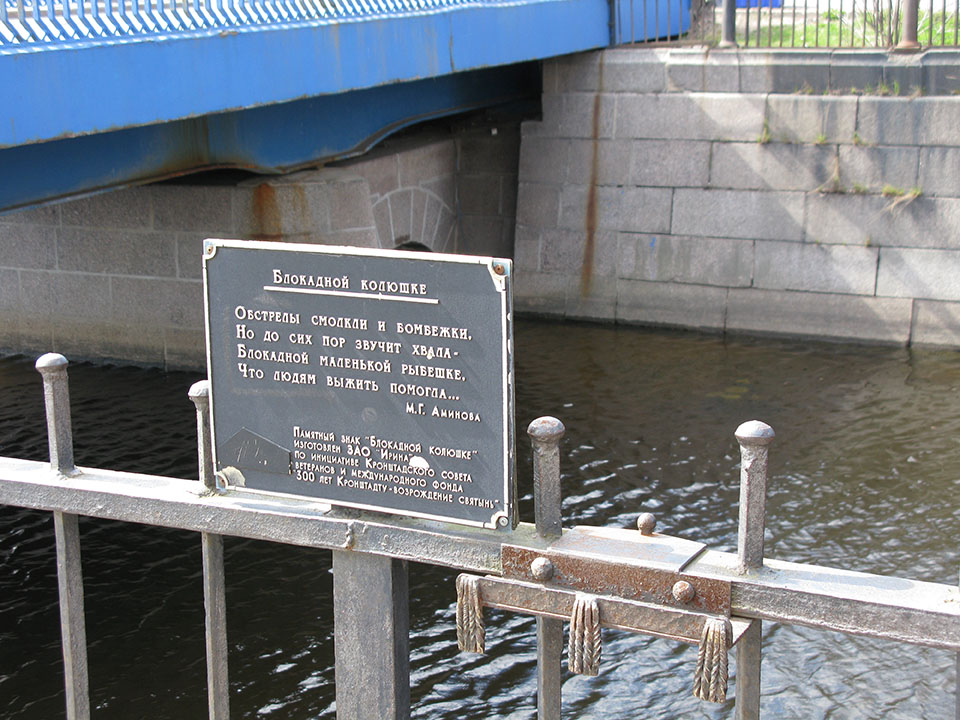 Блокадной колюшке
Обстрелы смолкли и бомбежки,
Но до сих пор звучит хвала-
Блокадной маленькой рыбешке,
Что людям выжить помогла...
М.Г. Аминова
Памятный знак "Блокадной колюшке"
изготовлен ЗАО "Ирина"
по инициативе Кронштадтского совета
ветеранов и международного фонда
"300 лет Кронштадту-возрождение святынь"